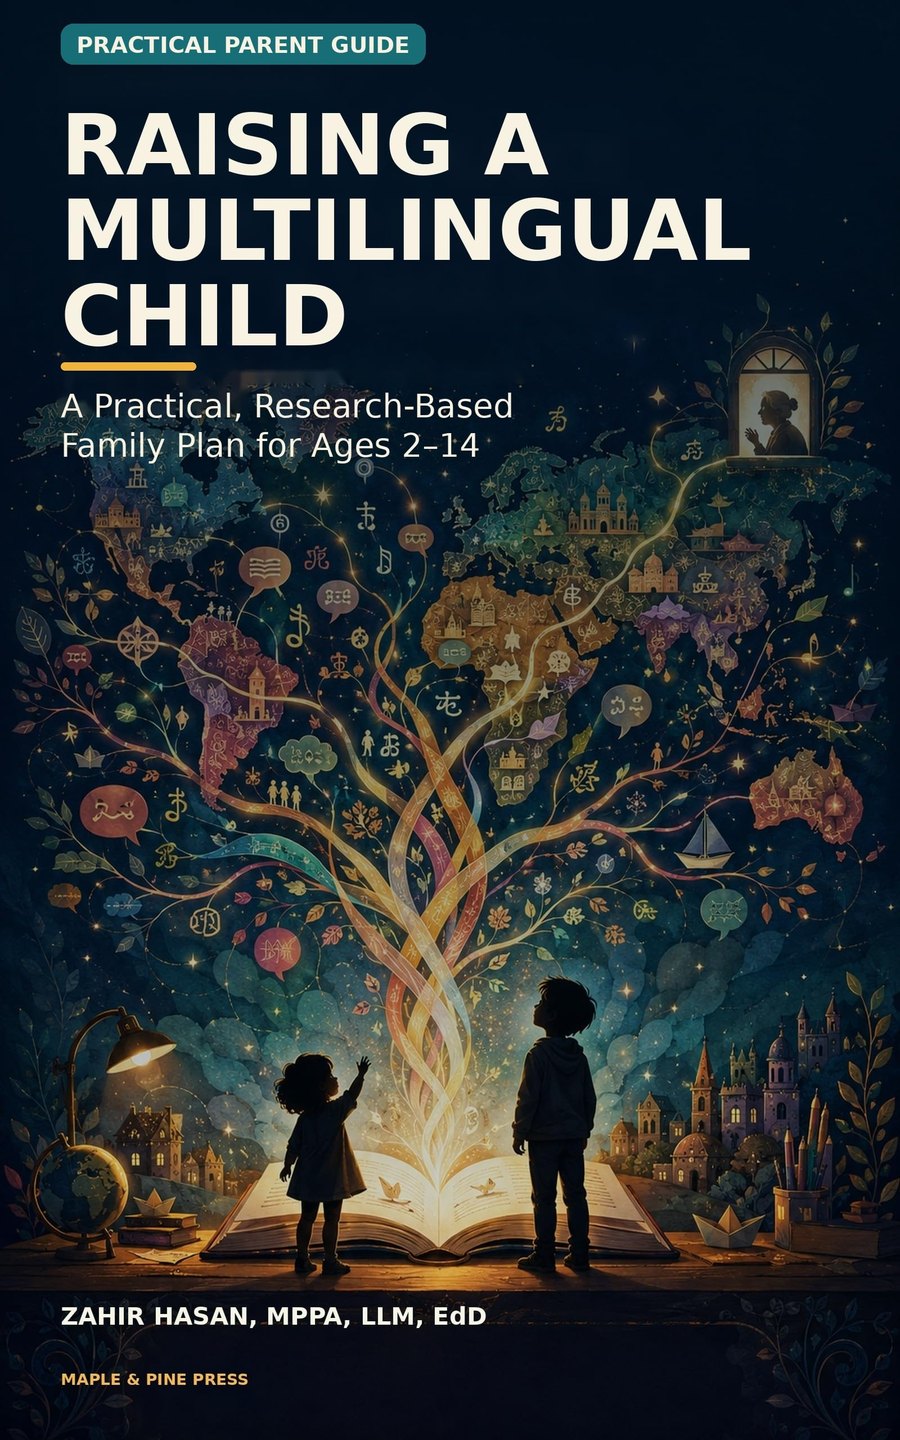 PRACTICAL PARENT GUIDE
RAISING A
MULTILINGUAL
CHILD
A Practical, Research-Based
Family Plan for Ages 2–14
ZAHIR HASAN, MPPA, LLM, EdD
MAPLE & PINE PRESS